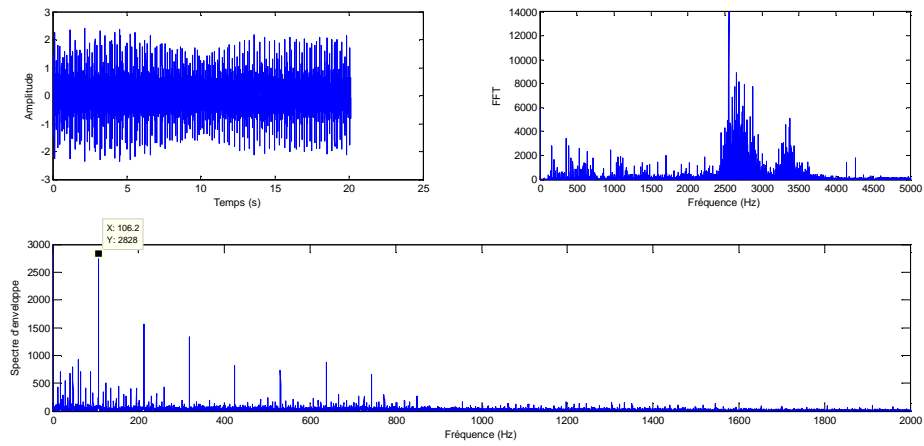 3
2
1
0
-1
-2
-3
Amplitude
0 5 10 15 20 25
Temps (s)
14000
12000
10000
8000
6000
4000
2000
0
FFT
0 500 1000 1500 2000 2500 3000 3500 4000 4500 5000
Fréquence (Hz)
X: 106.2
Y: 2828
3000
2500
2000
1500
1000
500
0
Spectre d'enveloppe
0 200 400 600 800 1000 1200 1400 1600 1800 2000
Fréquence (Hz)